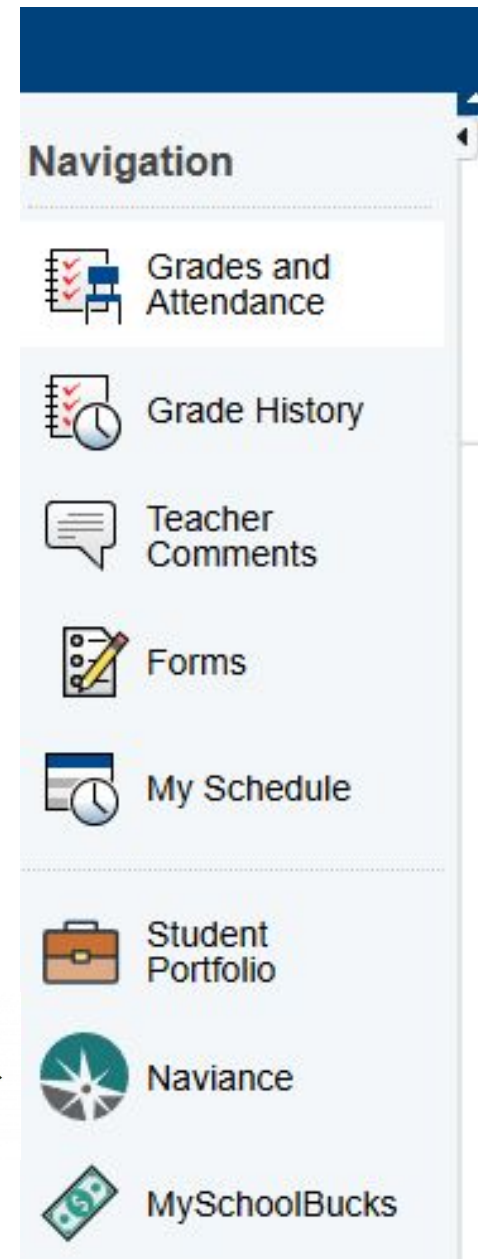 Navigation
Grades and
Attendance
Grade History
Teacher
Comments
Forms
My Schedule
Student
Portfolio
Naviance
MySchoolBucks